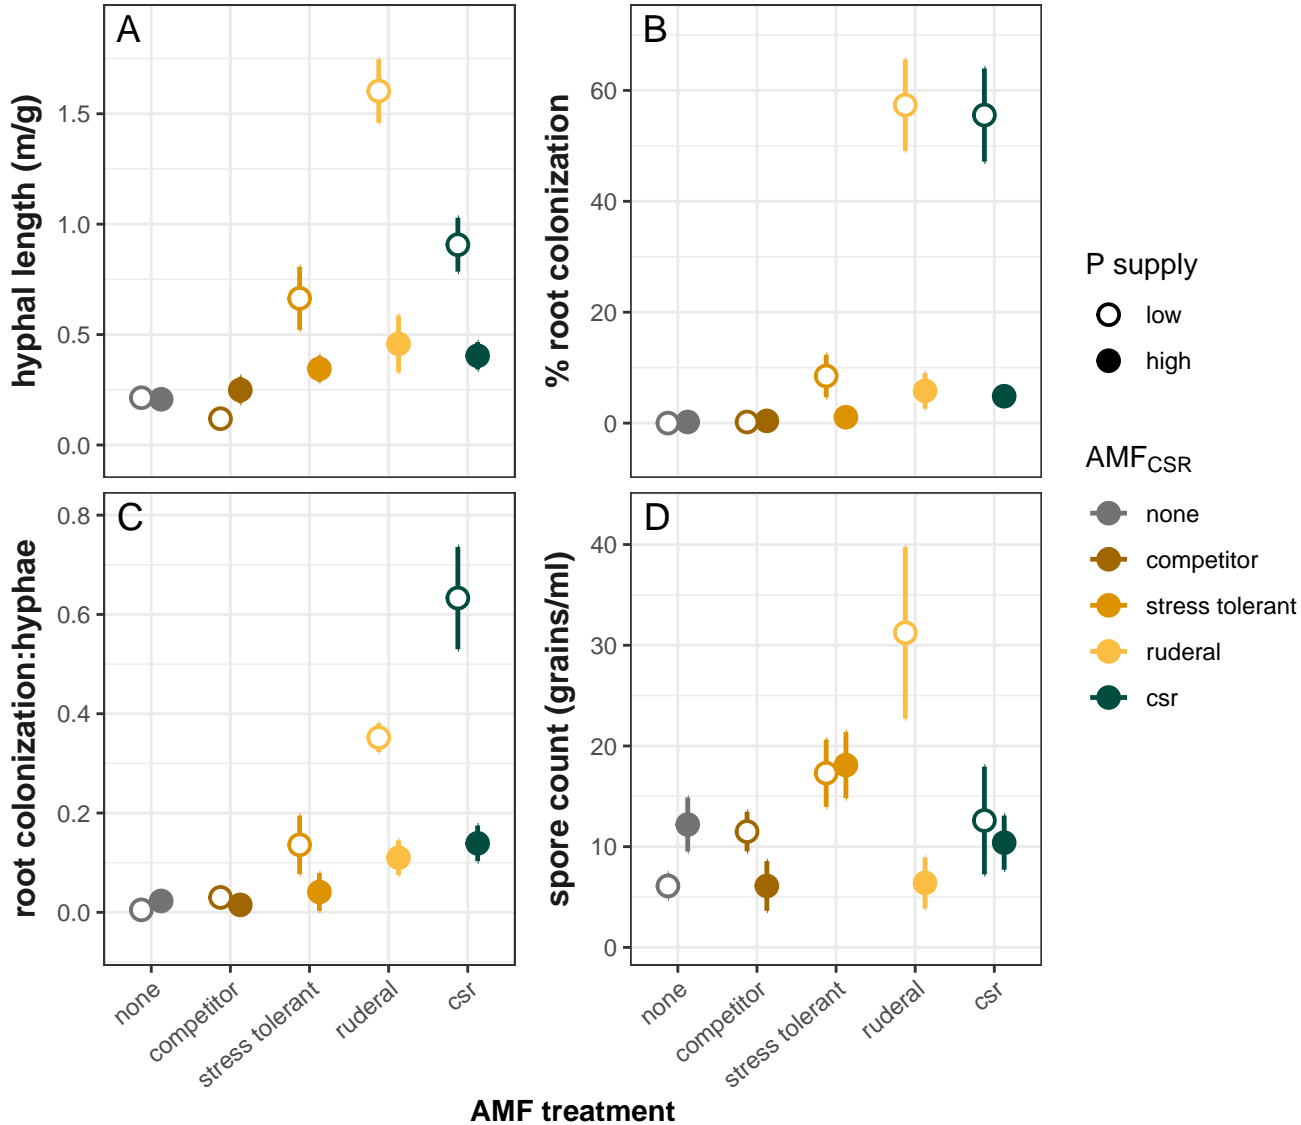 A
hyphal length (m/g)
1.5
1.0
0.5
0.0
B
% root colonization
60
40
20
0
C
root colonization:hyphae
0.8
0.6
0.4
0.2
0.0
none
competitor
stress tolerant
ruderal
csr
D
spore count (grains/ml)
40
30
20
10
0
none
competitor
stress tolerant
ruderal
csr
AMF treatment
P supply
low
high
AMFCSR
none
competitor
stress tolerant
ruderal
csr